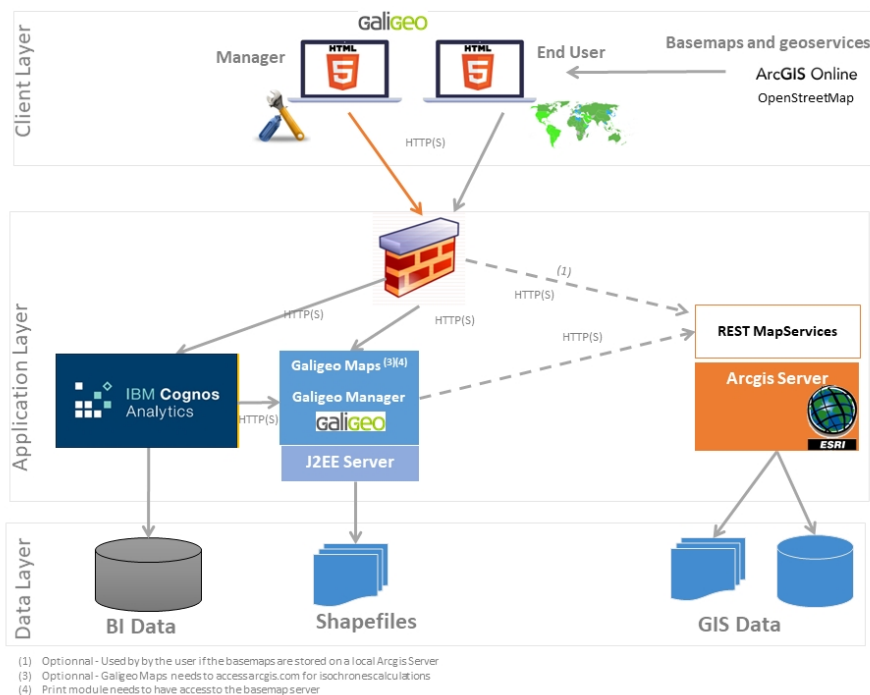 Client Layer
Galigeo
Manager
HTML
5
HTML
5
End User
Basemaps and geoservices
ArcGIS Online
OpenStreetMap
HTTP(S)
Application Layer
(1)
HTTP(S)
HTTP(S)
HTTP(S)
HTTP(S)
REST MapServices
IBM Cognos
Analytics
HTTP(S)
Galigeo Maps (3)(4)
Galigeo Manager
Galigeo
J2EE Server
Arcgis Server
ESRI
Data Layer
BI Data
Shapefiles
GIS Data
(1) Optionnal - Used by by the user if the basemaps are stored on a local Arcgis Server
(3) Optionnal - Galigeo Maps needs to access arcgis.com for isochrones calculations
(4) Print module needs to have access to the basemap server